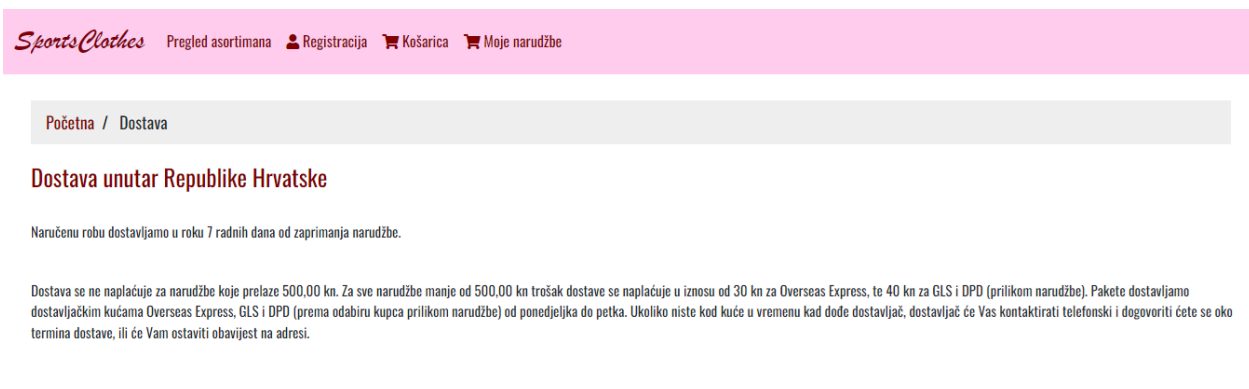 SportsClothes Pregled asortimana Registracija Košarica Moje narudžbe
Početna / Dostava
Dostava unutar Republike Hrvatske
Naručenu robu dostavljamo u roku 7 radnih dana od zaprimanja narudžbe.
Dostava se ne naplaćuje za narudžbe koje prelaze 500,00 kn. Za sve narudžbe manje od 500,00 kn trošak dostave se naplaćuje u iznosu od 30 kn za Overseas Express, te 40 kn za GLS i DPD (prilikom narudžbe). Pakete dostavljamo
dostavljačkim kućama Overseas Express, GLS i DPD (prema odabiru kupca prilikom narudžbe) od ponedjeljka do petka. Ukoliko niste kod kuće u vremenu kad dođe dostavljač, dostavljač će Vas kontaktirati telefonski i dogovoriti ćete se oko
termina dostave, ili će Vam ostaviti obavijest na adresi.